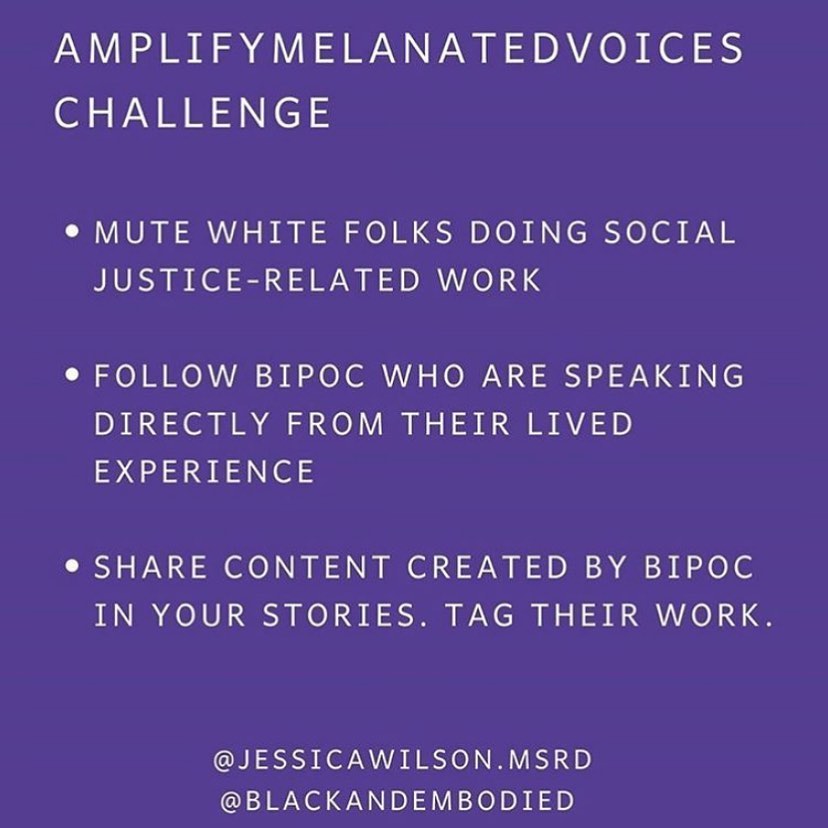 AMPLIFYMELANATEDVOICES
CHALLENGE
• MUTE WHITE FOLKS DOING SOCIAL
JUSTICE-RELATED WORK
• FOLLOW BIPOC WHO ARE SPEAKING
DIRECTLY FROM THEIR LIVED
EXPERIENCE
• SHARE CONTENT CREATED BY BIPOC
IN YOUR STORIES. TAG THEIR WORK.
@JESSICAWILSON.MSRD
@BLACKANDEMBODIED